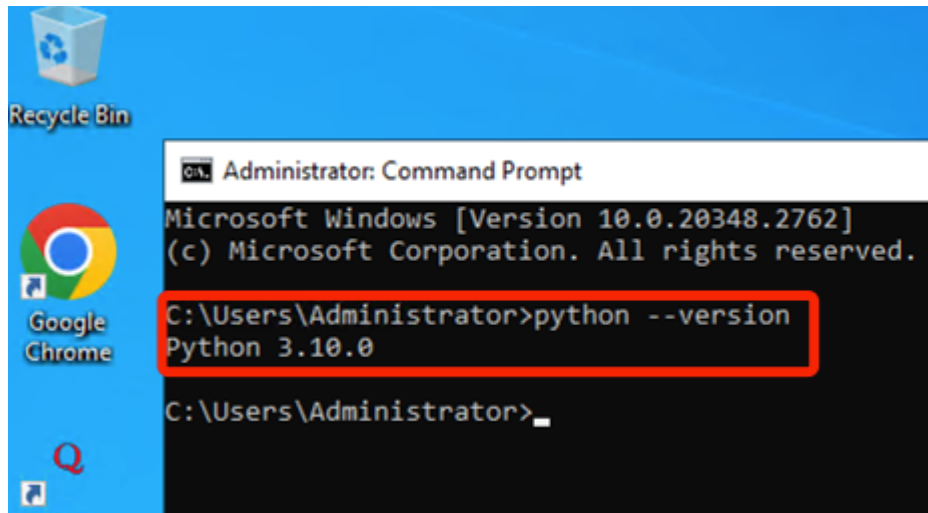 Recycle Bin
Administrator: Command Prompt
Microsoft Windows [Version 10.0.20348.2762]
(c) Microsoft Corporation. All rights reserved.
Google
Chrome
C:\Users\Administrator>python --version
Python 3.10.0
C:\Users\Administrator>
Q